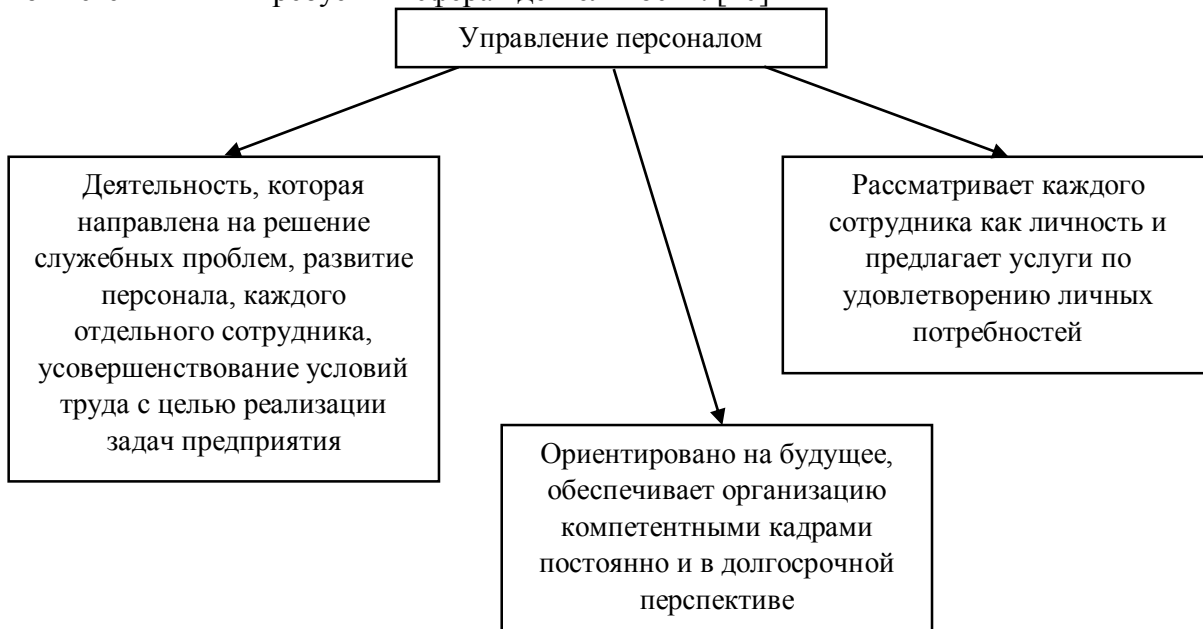 Управление персоналом
Деятельность, которая
направлена на решение
служебных проблем, развитие
персонала, каждого
отдельного сотрудника,
усовершенствование условий
труда с целью реализации
задач предприятия
Рассматривает каждого
сотрудника как личность и
предлагает услуги по
удовлетворению личных
потребностей
Ориентировано на будущее,
обеспечивает организацию
компетентными кадрами
постоянно и в долгосрочной
перспективе